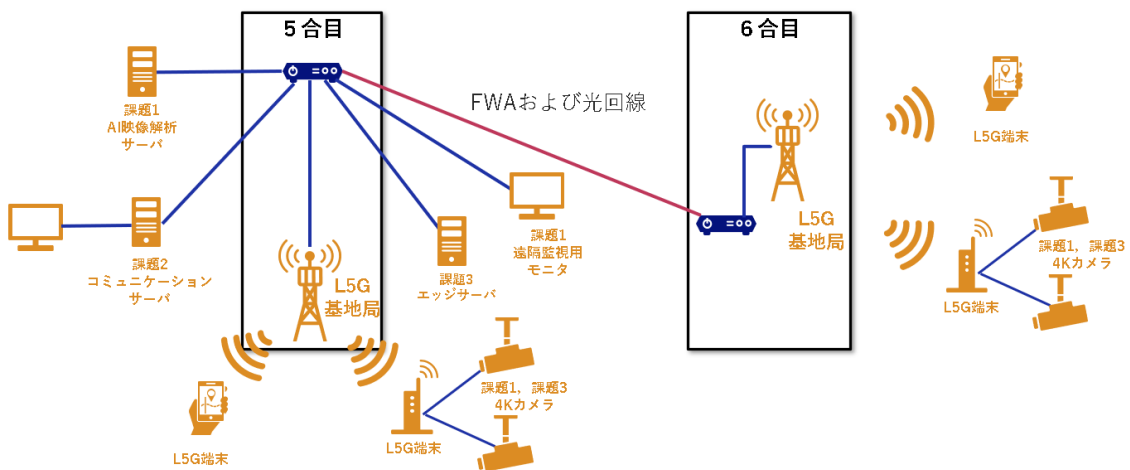 5合目
6合目
課題1
AI映像解析
サーバ
FWAおよび光回線
L5G端末
課題2
コミュニケーション
サーバ
課題1
遠隔監視用
モニタ
課題3
エッジサーバ
L5G
基地局
L5G
基地局
課題1，課題3
4Kカメラ
L5G端末
課題1，課題3
4Kカメラ
L5G端末
L5G端末